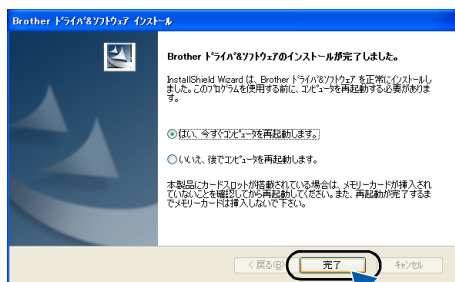 Brother ﾄﾞﾗｲﾊﾞ&ｿﾌﾄｳｪｱ ｲﾝｽﾄｰﾙ
Brother ﾄﾞﾗｲﾊﾞ&ｿﾌﾄｳｪｱのインストールが完了しました。
InstallShield Wizard は、Brother ﾄﾞﾗｲﾊﾞ&ｿﾌﾄｳｪｱ を正常にｲﾝｽﾄｰﾙし
ました。このﾌﾟﾛｸﾞﾗﾑを使用する前に、ｺﾝﾋﾟｭｰﾀを再起動する必要がありま
す。
はい、今すぐｺﾝﾋﾟｭｰﾀを再起動します。
いいえ、後でｺﾝﾋﾟｭｰﾀを再起動します。
本製品にカードスロットが搭載されている場合は、メモリーカードが挿入され
ていないことを確認してから再起動してください。また、再起動が完了するま
でメモリーカードは挿入しないで下さい。
< 戻る(B)
完了
ｷｬﾝｾﾙ